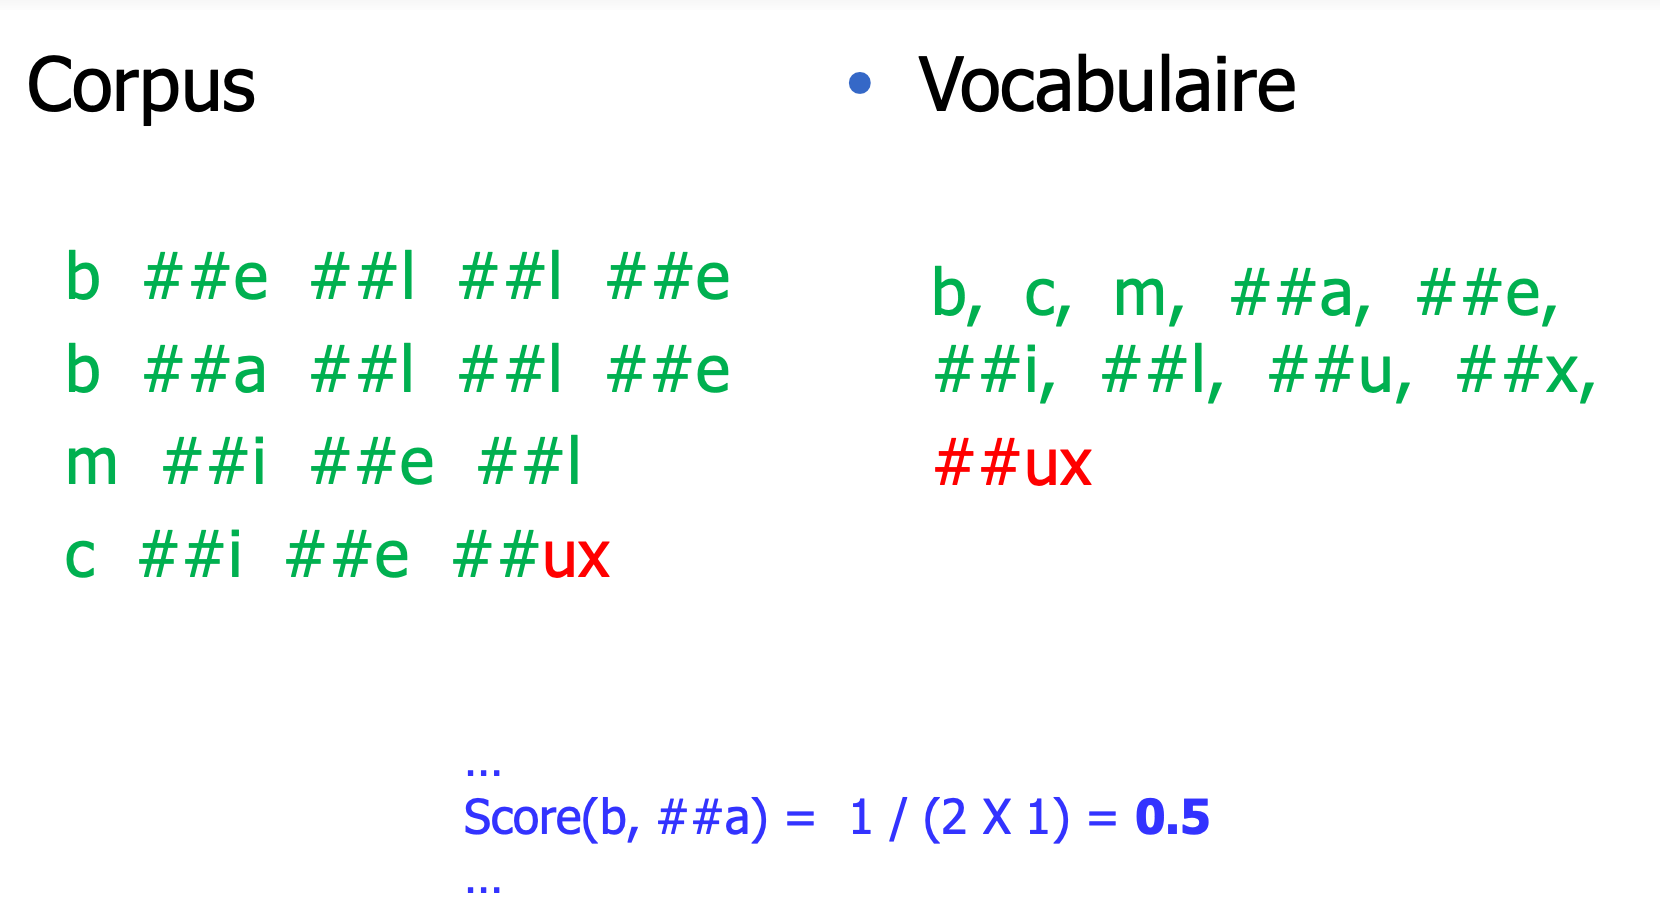 Corpus
b ##e ##l ##l ##e
b ##a ##l ##l ##e
m ##i ##e ##l
c ##i ##e ##ux
• Vocabulaire
b, c, m, ##a, ##e,
##i, ##l, ##u, ##x,
##ux
...
Score(b, ##a) = 1 / (2 X 1) = 0.5
...